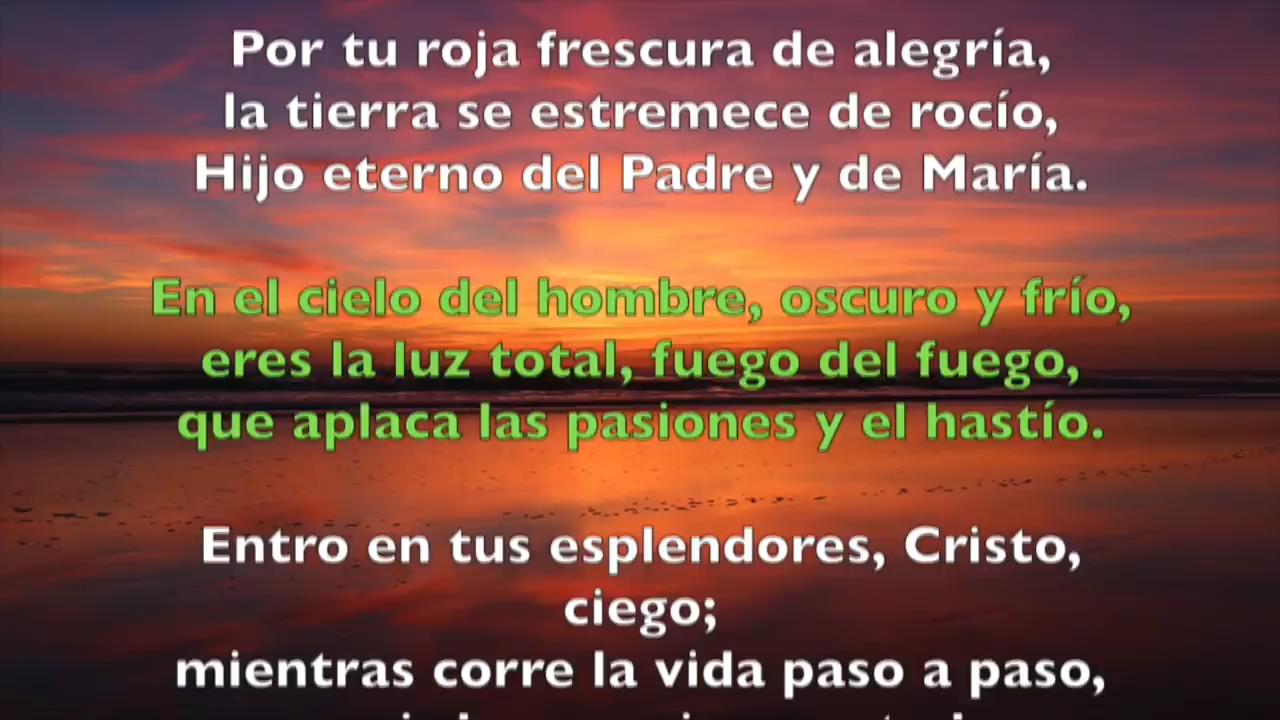 Por tu roja frescura de alegría,
la tierra se estremece de rocío,
Hijo eterno del Padre y de María.
En el cielo del hombre, oscuro y frío,
eres la luz total, fuego del fuego,
que aplaca las pasiones y el hastío.
Entro en tus esplendores, Cristo,
ciego;
mientras corre la vida paso a paso,